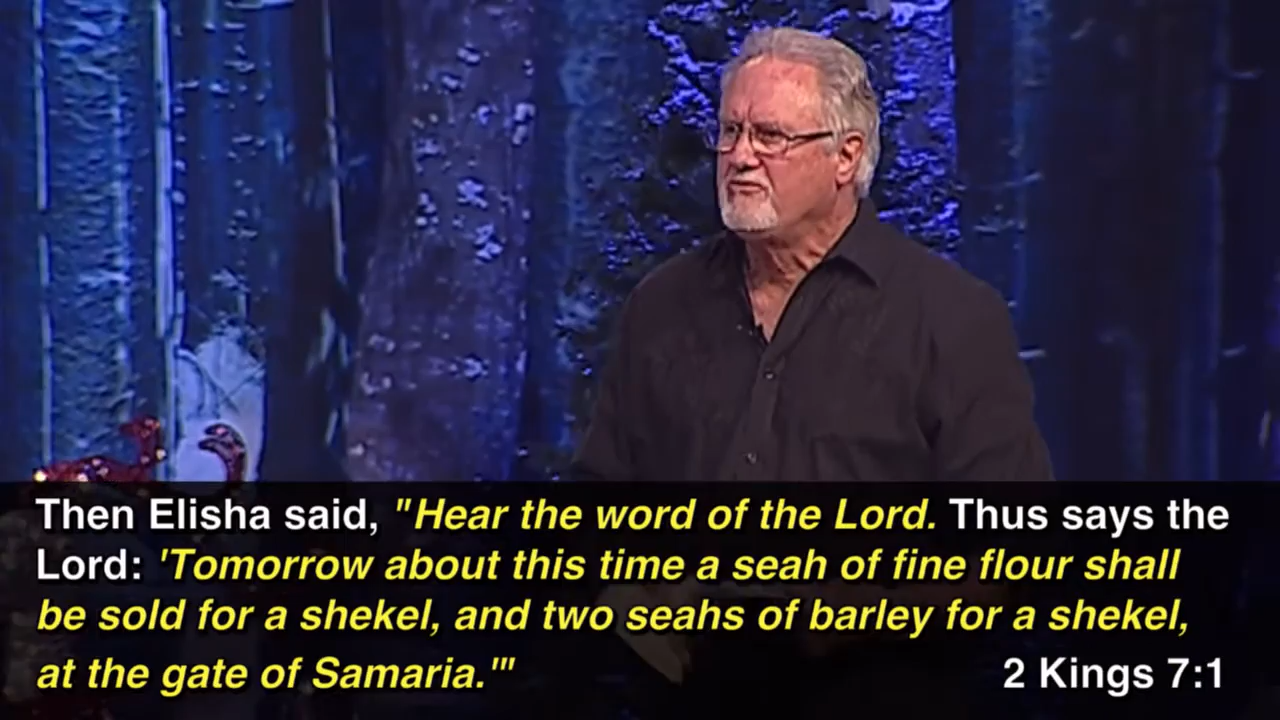 Then Elisha said, "Hear the word of the Lord. Thus says the
Lord: 'Tomorrow about this time a seah of fine flour shall
be sold for a shekel, and two seahs of barley for a shekel,
at the gate of Samaria.'" 2 Kings 7:1